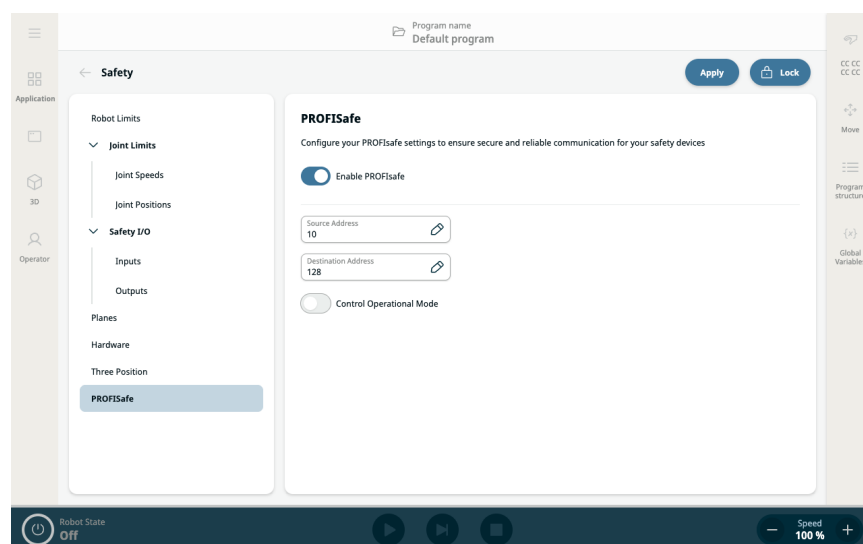 Program name
Default program
Safety
Apply
Lock
Application
3D
Operator
Robot Limits
Joint Limits
Joint Speeds
Joint Positions
Safety I/O
Inputs
Outputs
Planes
Hardware
Three Position
PROFISafe
PROFISafe
Configure your PROFIsafe settings to ensure secure and reliable communication for your safety devices
Enable PROFIsafe
Source Address
10
Destination Address
128
Control Operational Mode
CC CC
CC CC
Move
Program
structure
{x}
Global
Variable
Robot State
Off
Speed
100 %